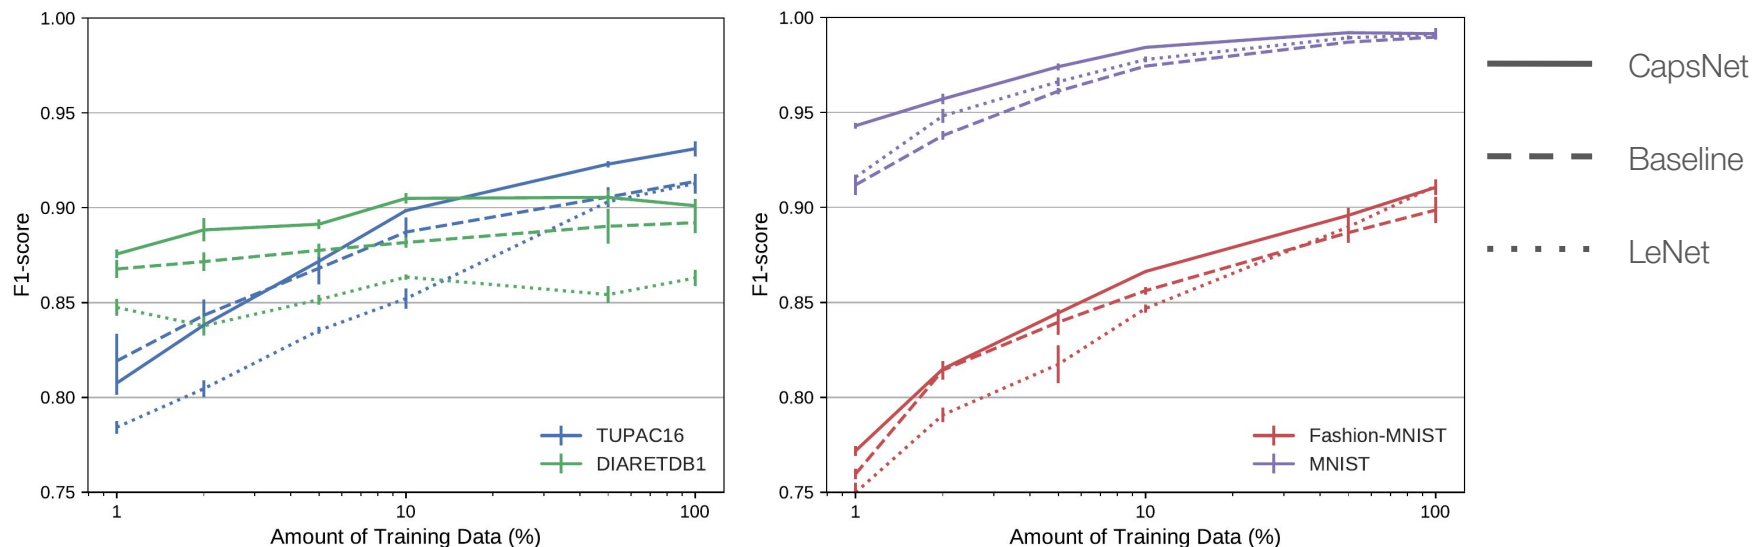 1.00
0.95
0.90
0.85
0.80
0.75
F1-score
1
10
100
Amount of Training Data (%)
TUPAC16
DIARETDB1
1.00
0.95
0.90
0.85
0.80
0.75
F1-score
1
10
100
Amount of Training Data (%)
Fashion-MNIST
MNIST
CapsNet
Baseline
LeNet